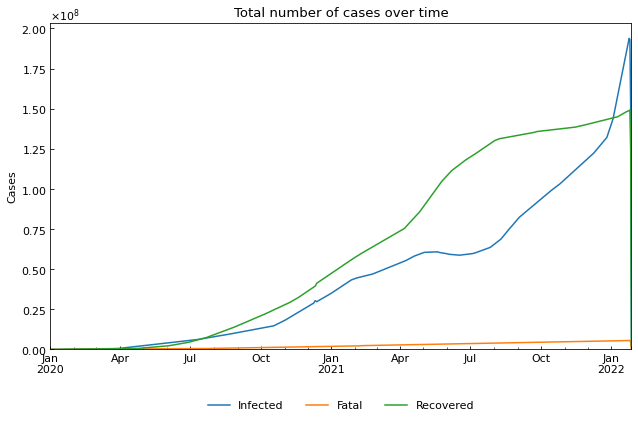 Total number of cases over time
×10⁸
2.00
1.75
1.50
1.25
1.00
0.75
0.50
0.25
0.00
Cases
Jan Apr Jul Oct Jan Apr Jul Oct Jan
2020 2021 2022
Infected Fatal Recovered